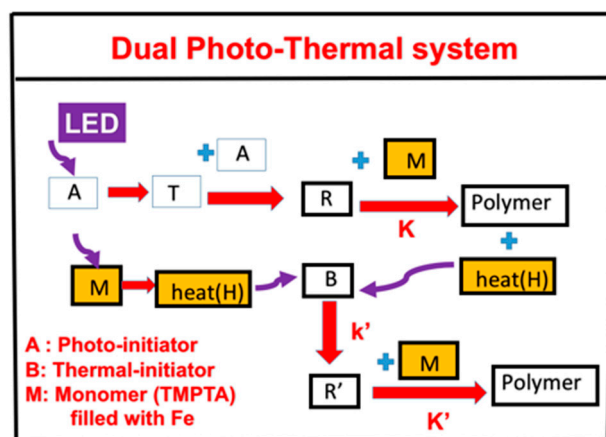 Dual Photo-Thermal system
LED
+ A
+ M
A
T
R
K
Polymer
+
M
heat(H)
B
heat(H)
k’
A : Photo-initiator
B: Thermal-initiator
M: Monomer (TMPTA)
filled with Fe
+ M
R’
K’
Polymer